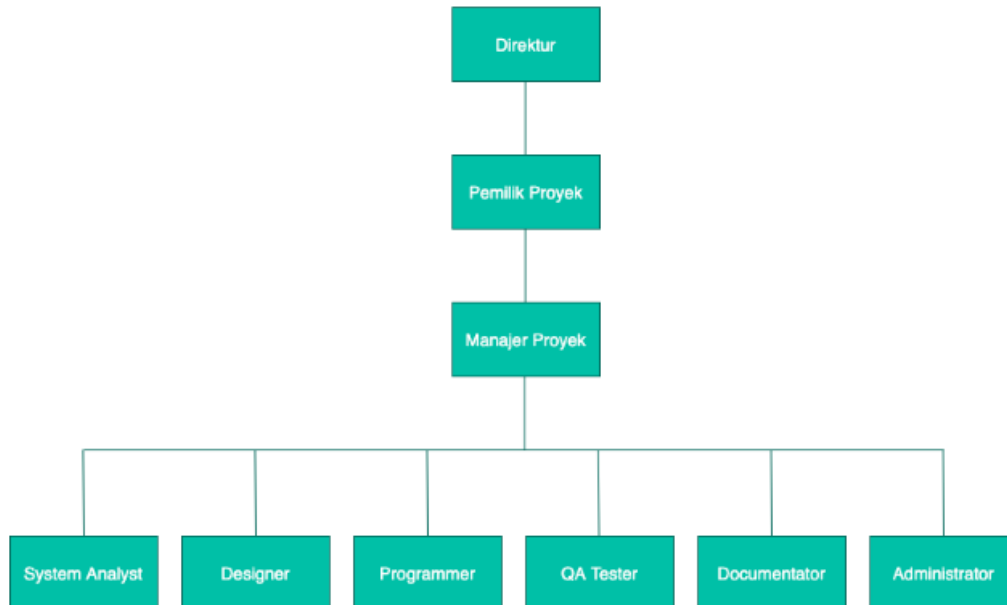 Direktur
Pemilik Proyek
Manajer Proyek
System Analyst
Designer
Programmer
QA Tester
Documentator
Administrator